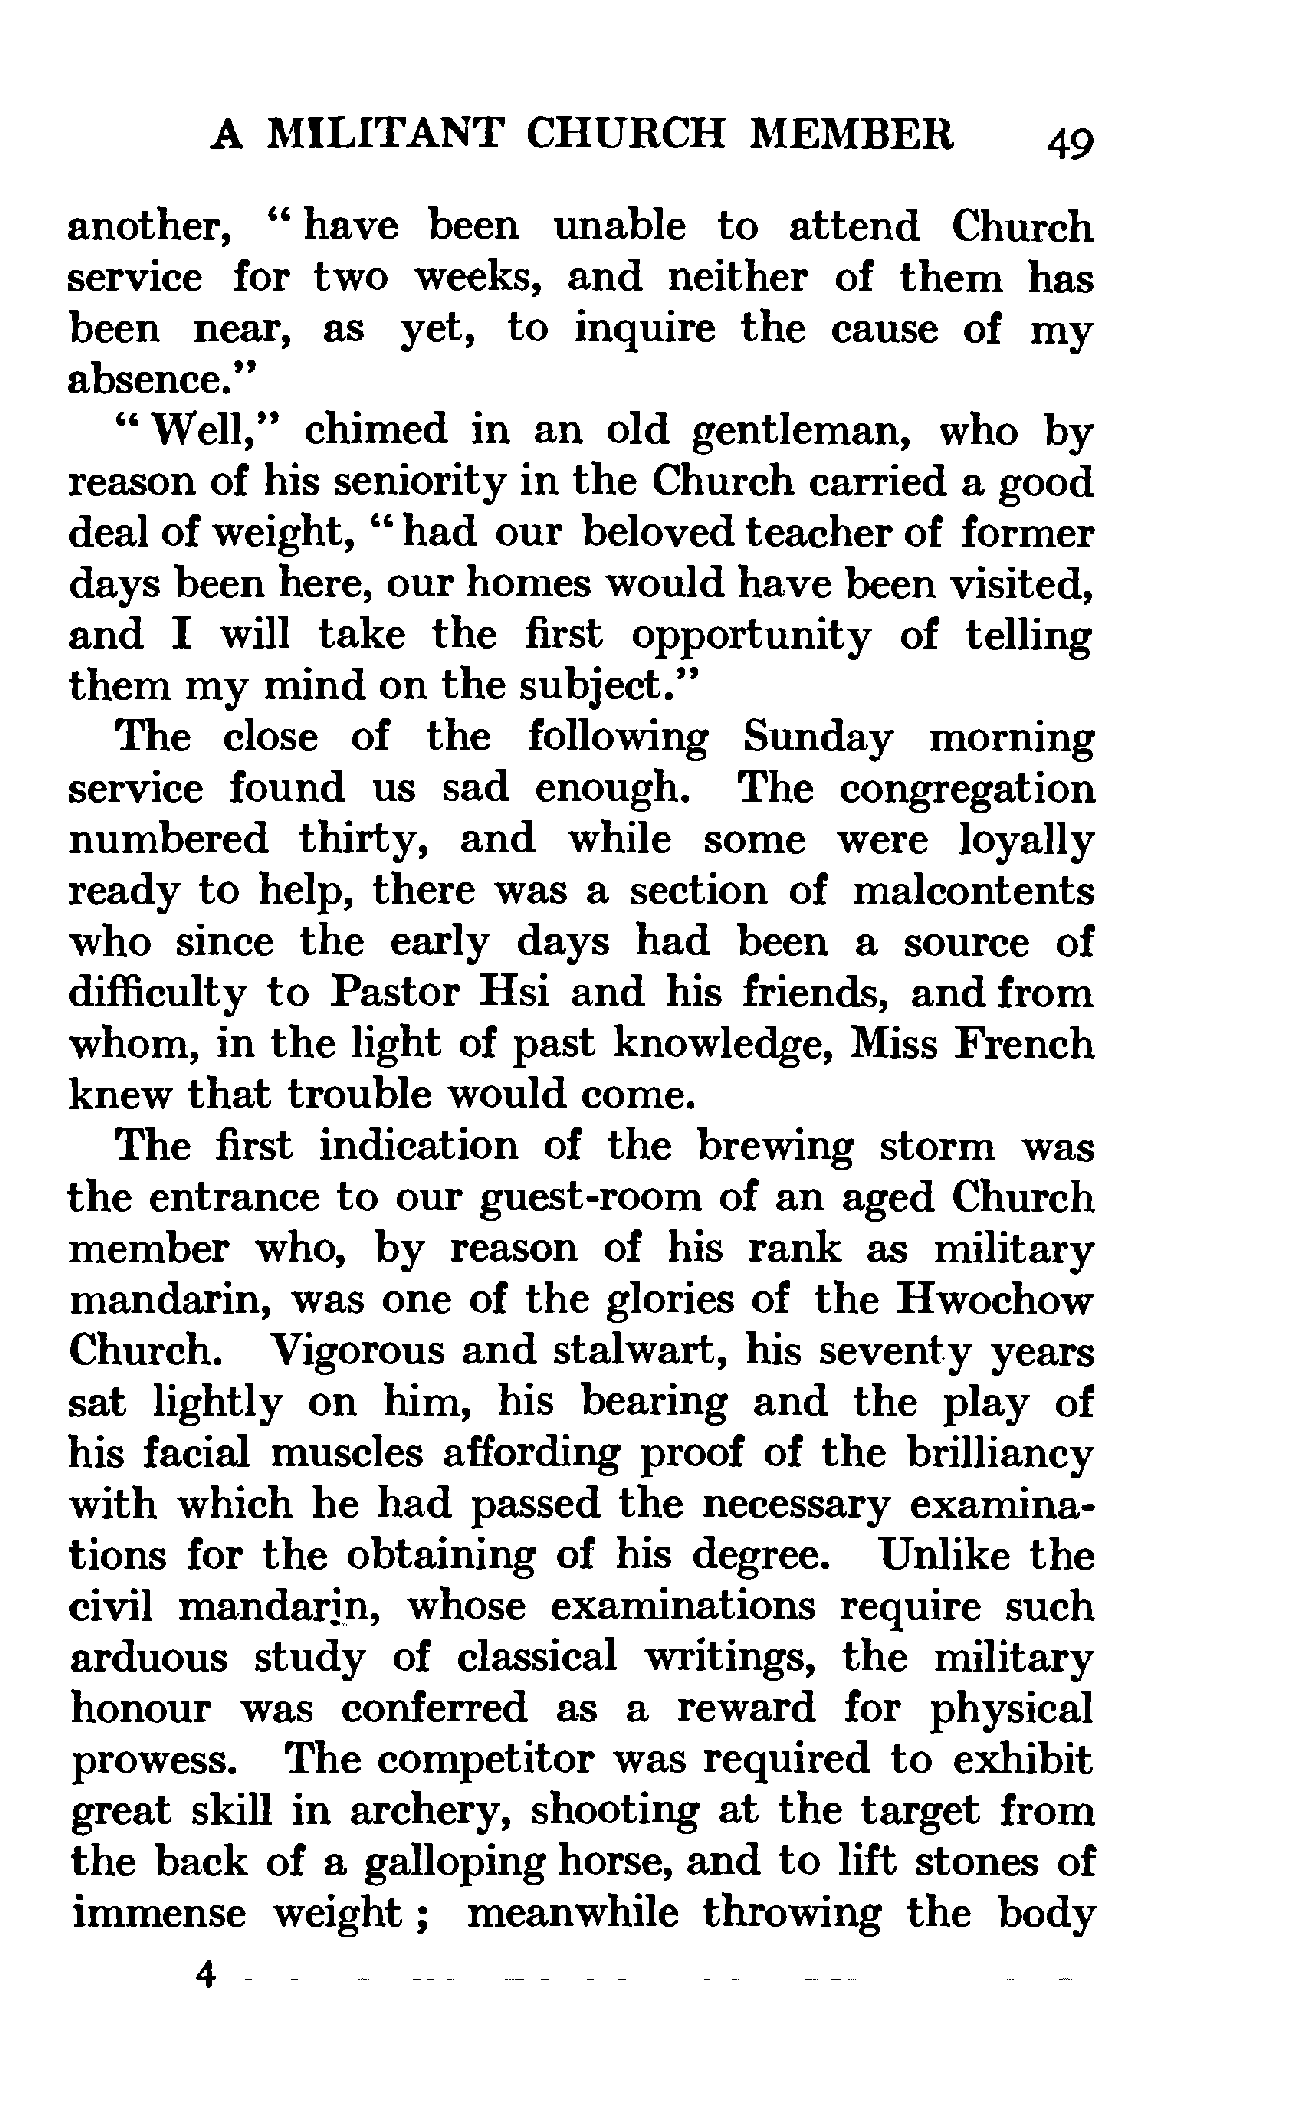 A MILITANT CHURCH MEMBER 49
another, “ have been unable to attend Church
service for two weeks, and neither of them has
been near, as yet, to inquire the cause of my
absence.”
“ Well,” chimed in an old gentleman, who by
reason of his seniority in the Church carried a good
deal of weight, “ had our beloved teacher of former
days been here, our homes would have been visited,
and I will take the first opportunity of telling
them my mind on the subject.”
The close of the following Sunday morning
service found us sad enough. The congregation
numbered thirty, and while some were loyally
ready to help, there was a section of malcontents
who since the early days had been a source of
difficulty to Pastor Hsi and his friends, and from
whom, in the light of past knowledge, Miss French
knew that trouble would come.
The first indication of the brewing storm was
the entrance to our guest-room of an aged Church
member who, by reason of his rank as military
mandarin, was one of the glories of the Hwochow
Church. Vigorous and stalwart, his seventy years
sat lightly on him, his bearing and the play of
his facial muscles affording proof of the brilliancy
with which he had passed the necessary examina-
tions for the obtaining of his degree. Unlike the
civil mandarin, whose examinations require such
arduous study of classical writings, the military
honour was conferred as a reward for physical
prowess. The competitor was required to exhibit
great skill in archery, shooting at the target from
the back of a galloping horse, and to lift stones of
immense weight ; meanwhile throwing the body
4